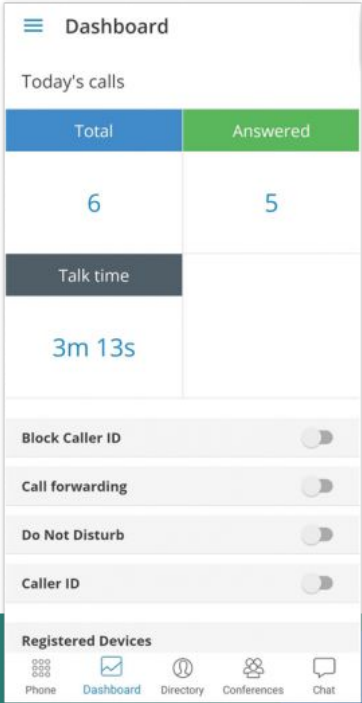 Dashboard
Today's calls
Total Answered
6 5
Talk time
3m 13s
Block Caller ID
Call forwarding
Do Not Disturb
Caller ID
Registered Devices
Phone Dashboard Directory Conferences Chat